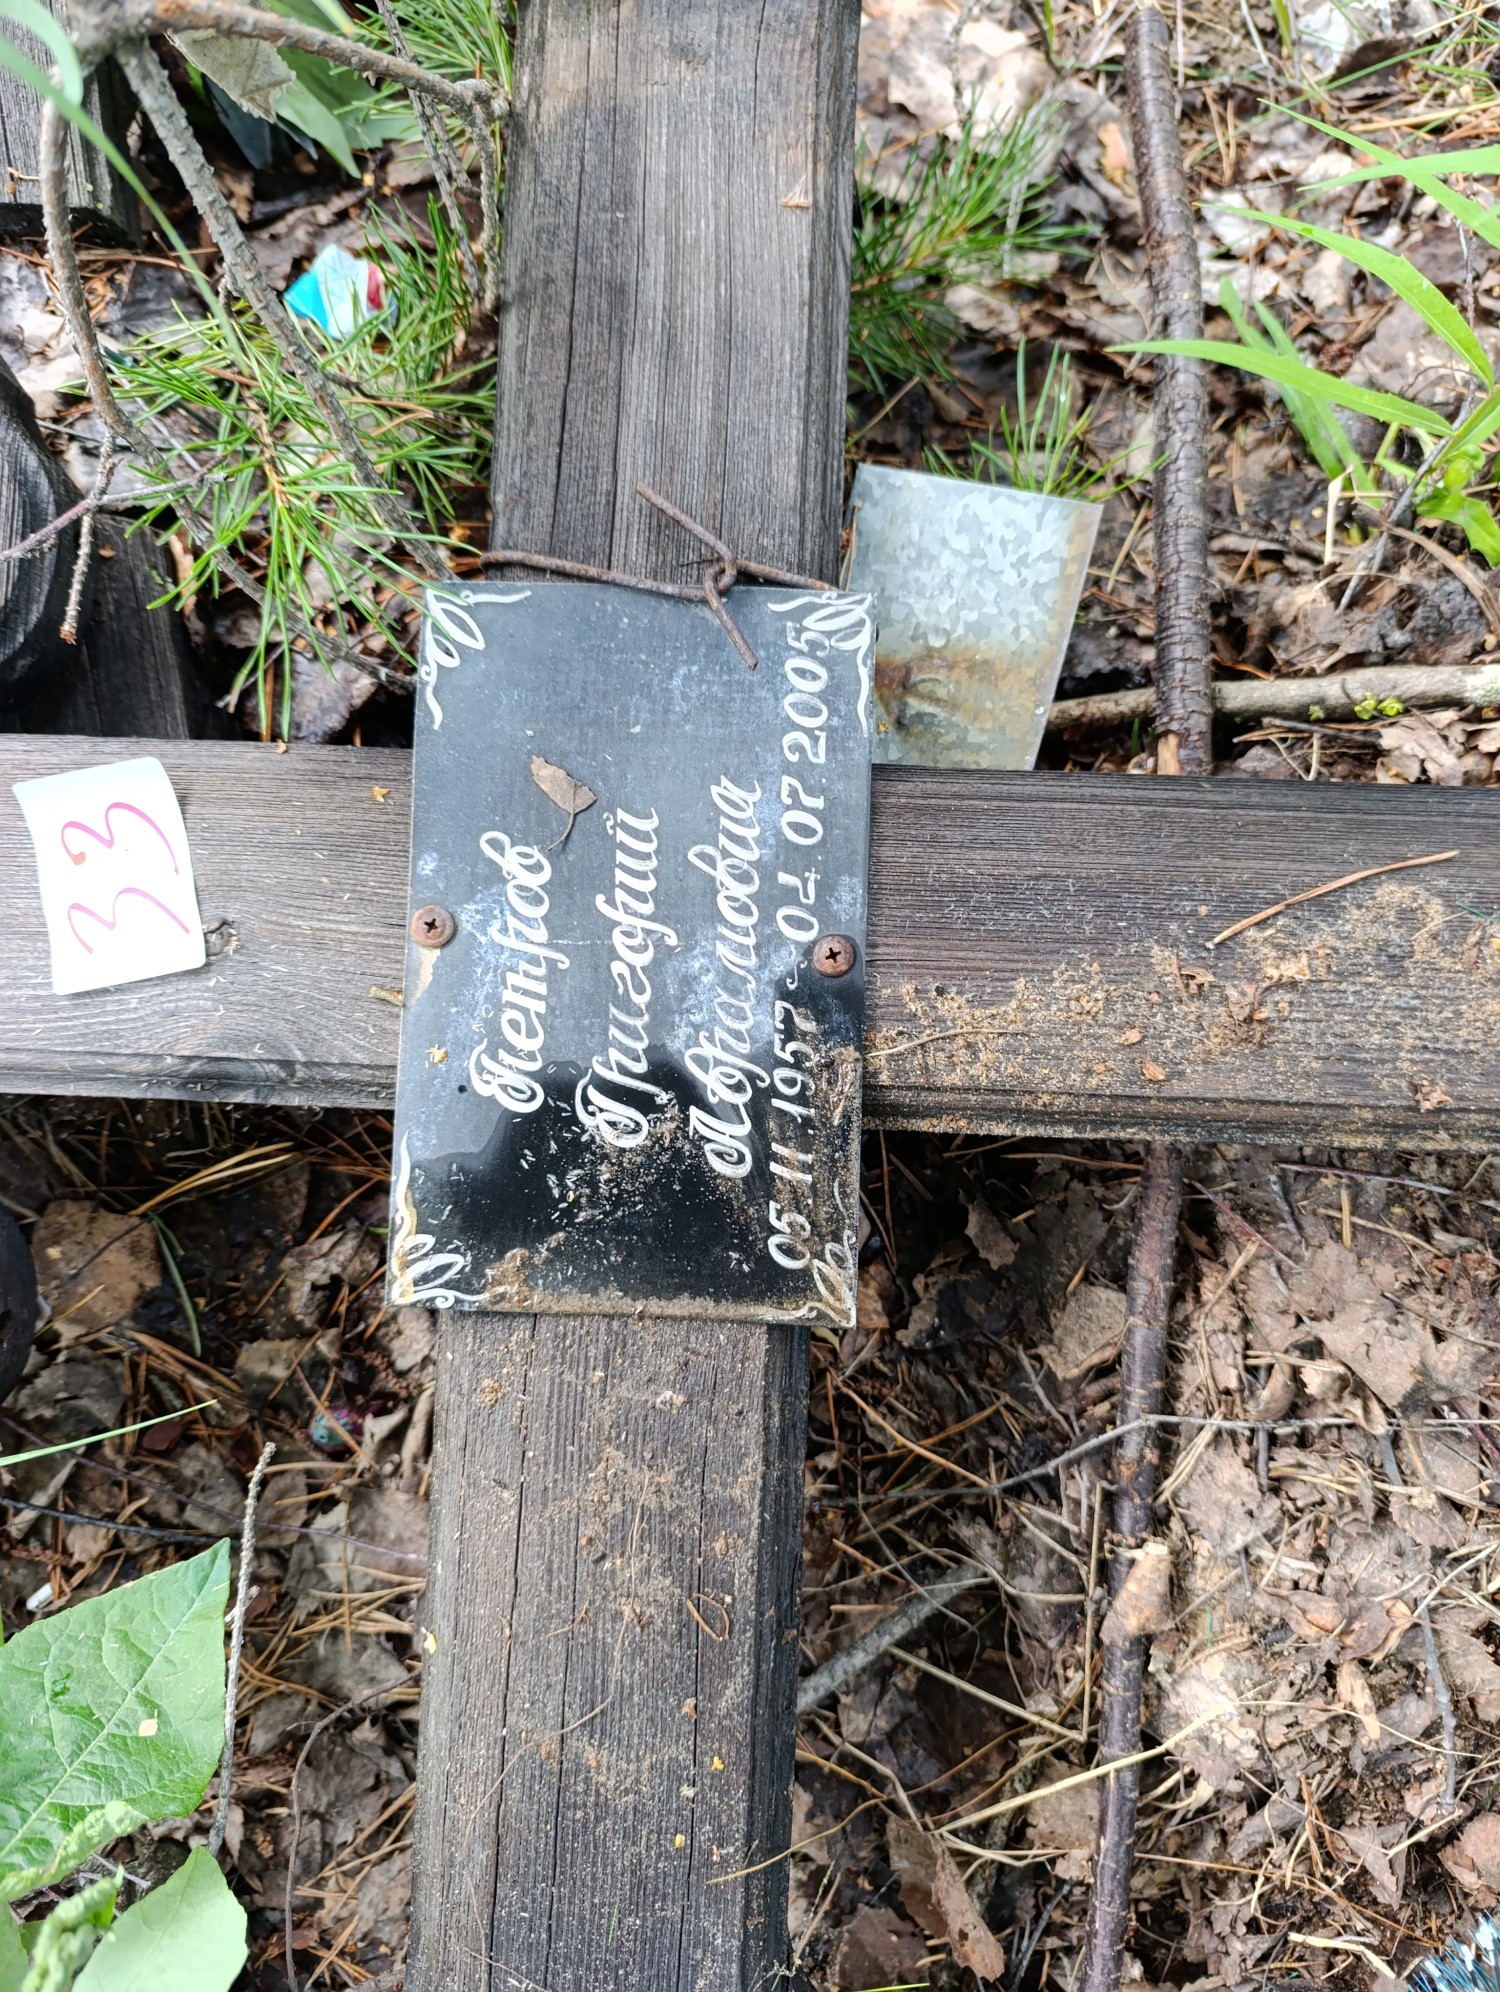 33
Петров
Григорий
Абрамович
05.11.1957 - 04.07.2005